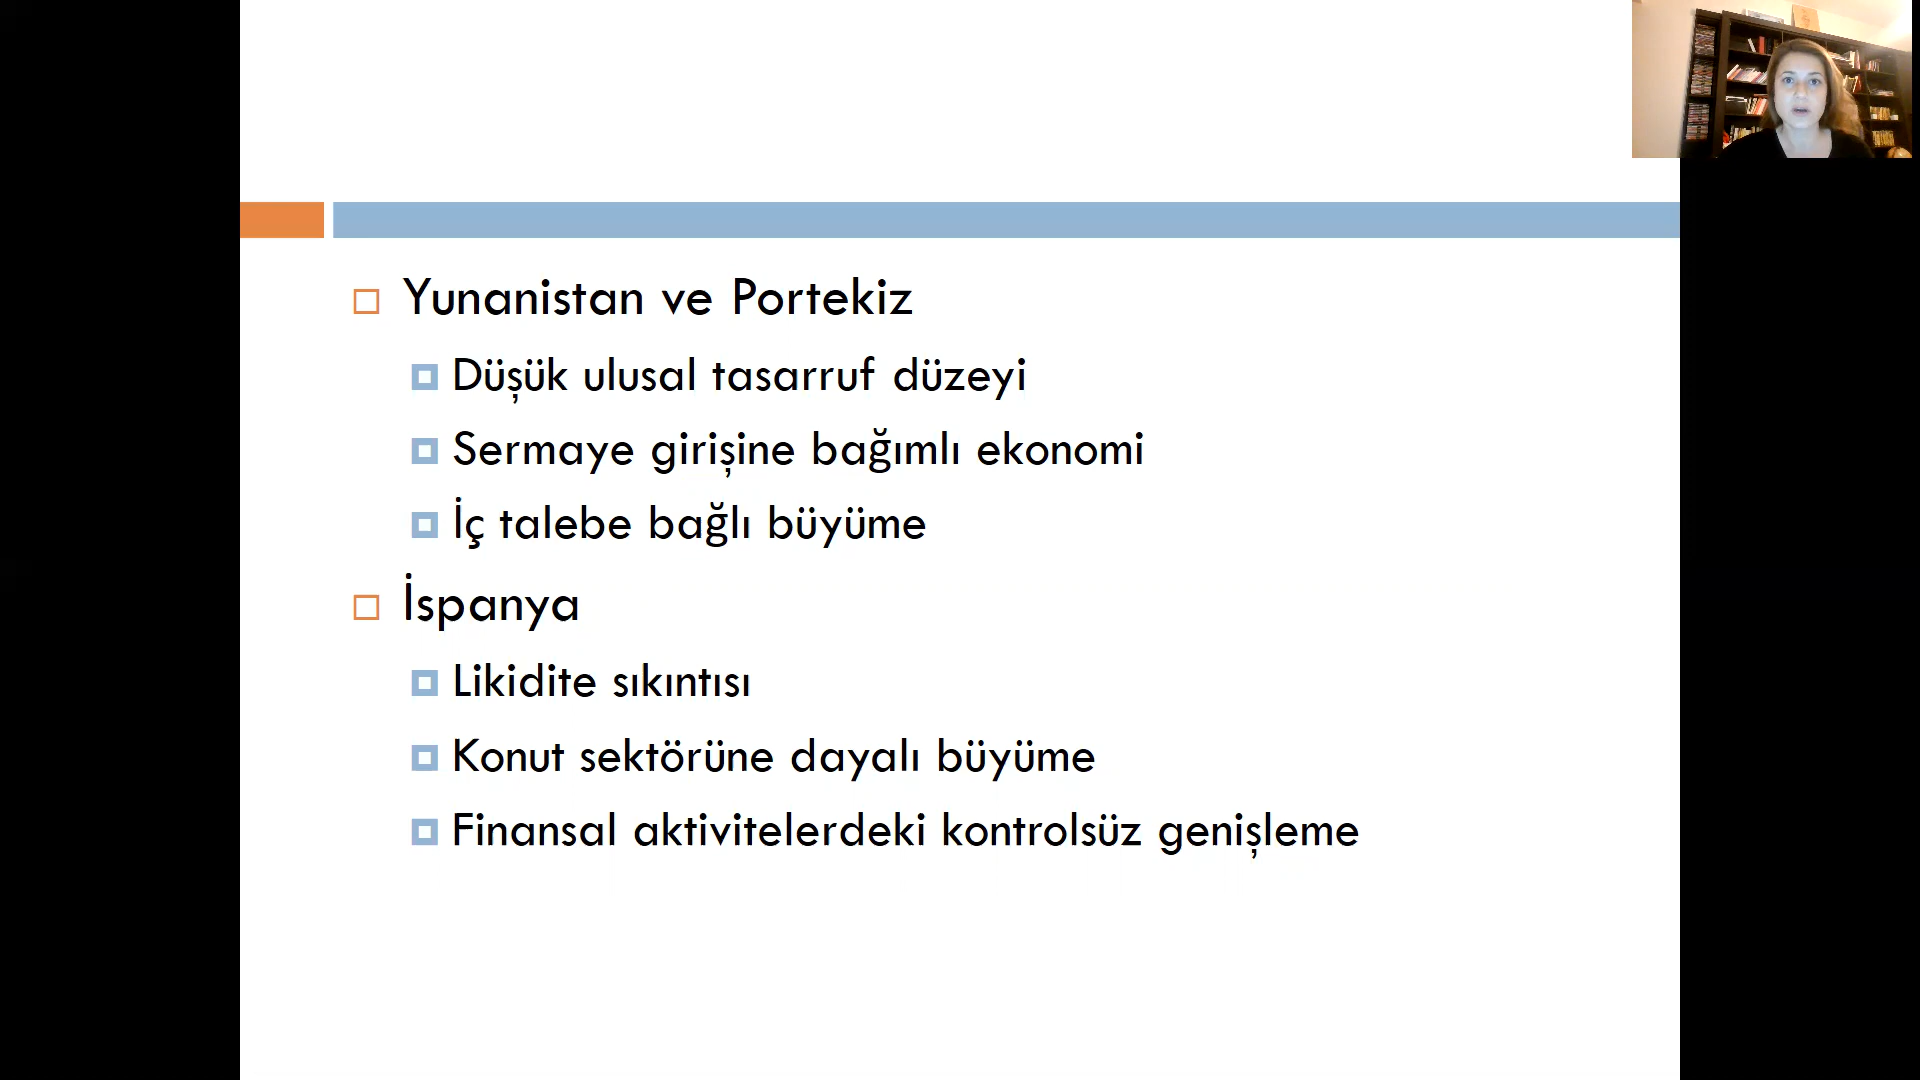 Yunanistan ve Portekiz
Düşük ulusal tasarruf düzeyi
Sermaye girişine bağımlı ekonomi
İç talebe bağlı büyüme
İspanya
Likidite sıkıntısı
Konut sektörüne dayalı büyüme
Finansal aktivitelerdeki kontrolsüz genişleme